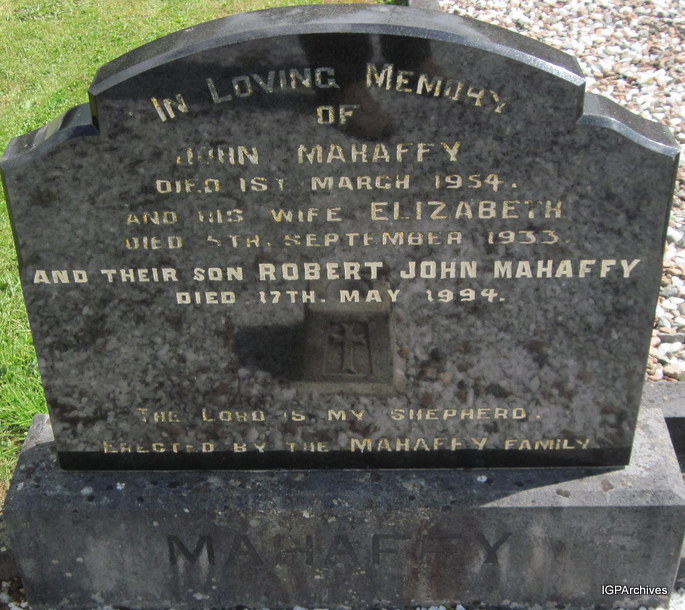 In Loving Memory
OF
JOHN MAHAFFY
DIED 1ST MARCH 1954.
AND HIS WIFE ELIZABETH
DIED 5TH. SEPTEMBER 1933.
AND THEIR SON ROBERT JOHN MAHAFFY
DIED 17TH. MAY 1994.
THE LORD IS MY SHEPHERD.
ERECTED BY THE MAHAFFY FAMILY
MAHAFFY
IGPArchives